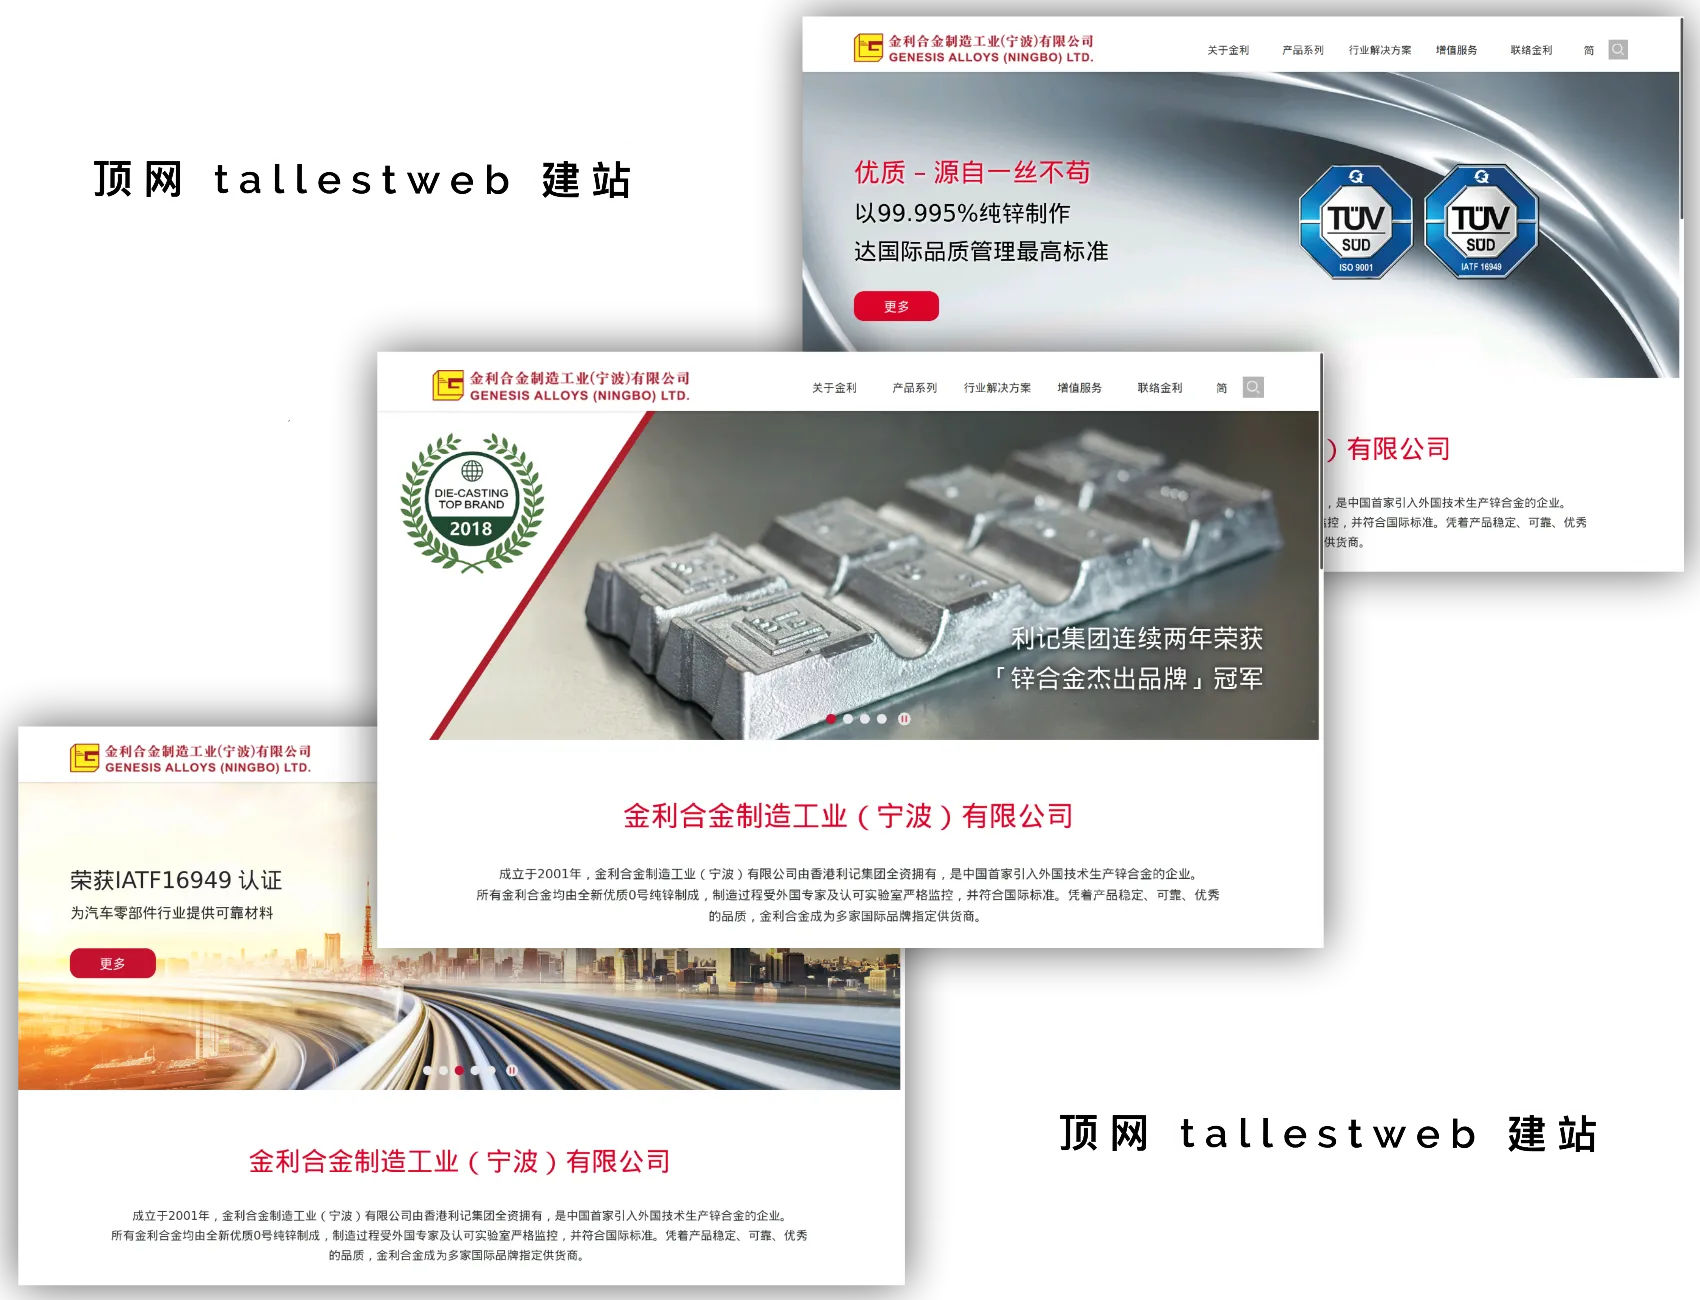 顶网 tallestweb 建站
金利合金制造工业(宁波)有限公司
GENESIS ALLOYS (NINGBO) LTD.
关于金利 产品系列 行业解决方案 增值服务 联络金利 简
优质－源自一丝不苟
以99.995%纯锌制作
达国际品质管理最高标准
更多
TÜV
SÜD
ISO 9001
TÜV
SÜD
IATF 16949
）有限公司
，是中国首家引入外国技术生产锌合金的企业。
监控，并符合国际标准。凭着产品稳定、可靠、优秀
供货商。
金利合金制造工业(宁波)有限公司
GENESIS ALLOYS (NINGBO) LTD.
关于金利 产品系列 行业解决方案 增值服务 联络金利 简
DIE-CASTING
TOP BRAND
2018
利记集团连续两年荣获
「锌合金杰出品牌」冠军
金利合金制造工业（宁波）有限公司
成立于2001年，金利合金制造工业（宁波）有限公司由香港利记集团全资拥有，是中国首家引入外国技术生产锌合金的企业。
所有金利合金均由全新优质0号纯锌制成，制造过程受外国专家及认可实验室严格监控，并符合国际标准。凭着产品稳定、可靠、优秀
的品质，金利合金成为多家国际品牌指定供货商。
金利合金制造工业(宁波)有限公司
GENESIS ALLOYS (NINGBO) LTD.
荣获IATF16949 认证
为汽车零部件行业提供可靠材料
更多
金利合金制造工业（宁波）有限公司
成立于2001年，金利合金制造工业（宁波）有限公司由香港利记集团全资拥有，是中国首家引入外国技术生产锌合金的企业。
所有金利合金均由全新优质0号纯锌制成，制造过程受外国专家及认可实验室严格监控，并符合国际标准。凭着产品稳定、可靠、优秀
的品质，金利合金成为多家国际品牌指定供货商。
顶网 tallestweb 建站